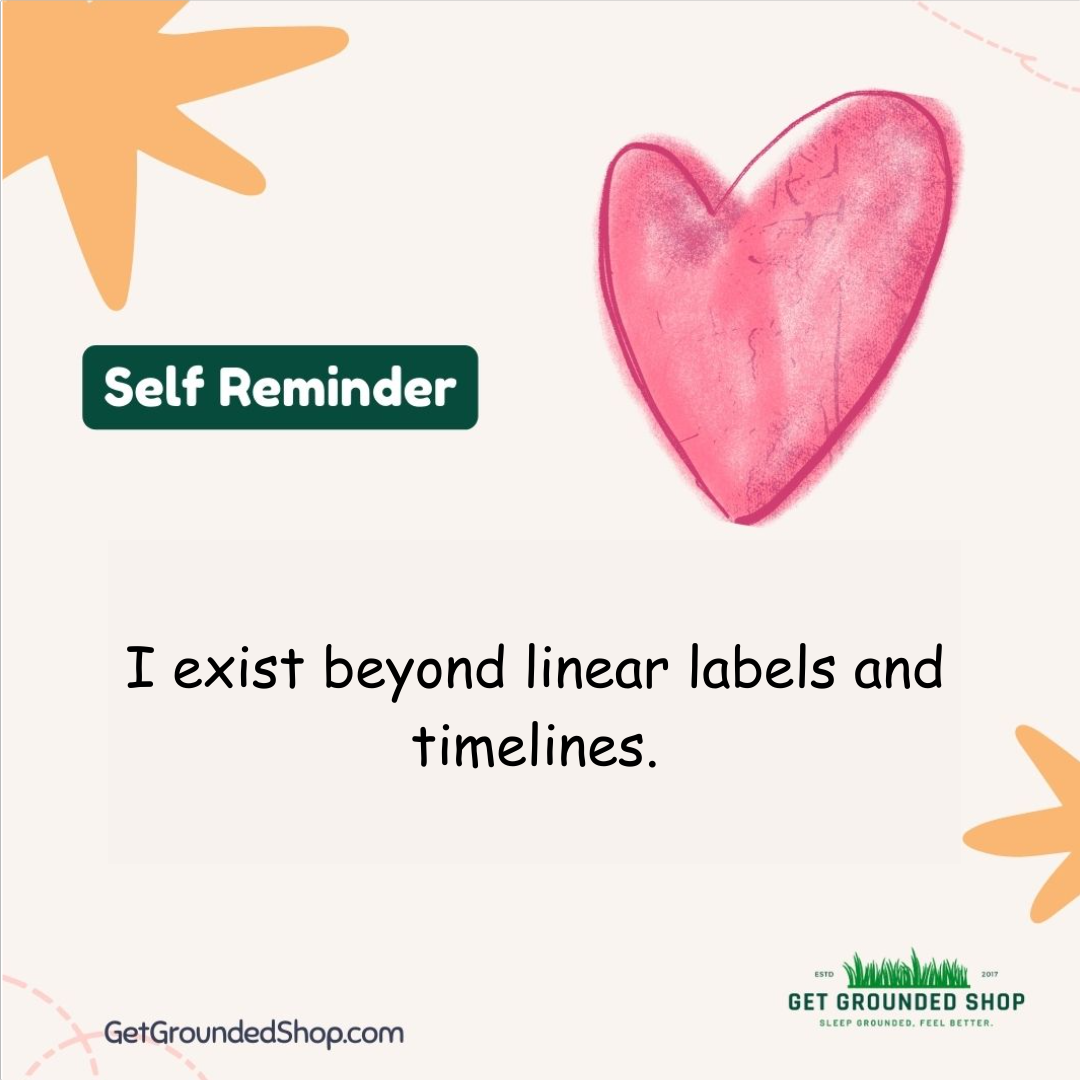 Self Reminder
I exist beyond linear labels and
timelines.
ESTD 2017
GET GROUNDED SHOP
SLEEP GROUNDED, FEEL BETTER.
GetGroundedShop.com